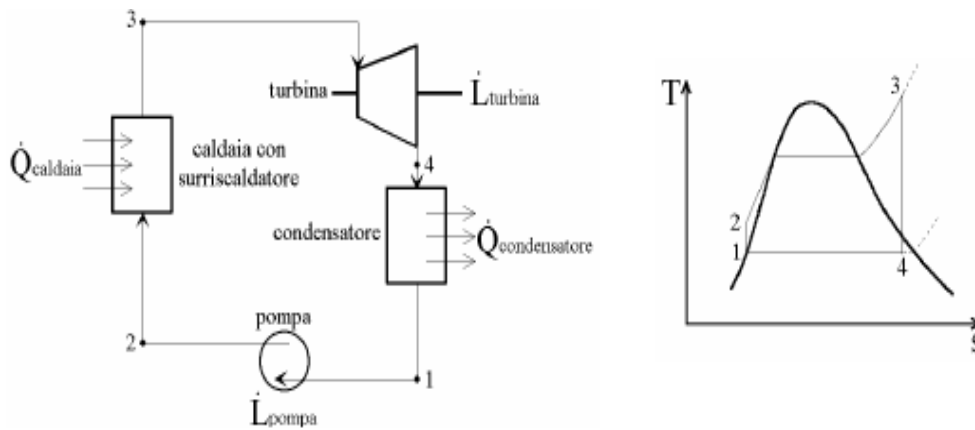 3
turbina
L̇turbina
Q̇caldaia
caldaia con
surriscaldatore
4
condensatore
Q̇condensatore
pompa
2
1
L̇pompa
T
3
2
1
4
s